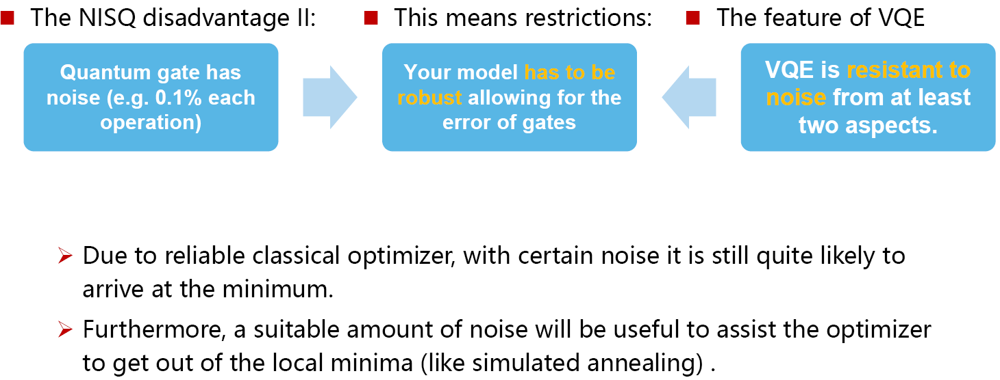 The NISQ disadvantage II:
Quantum gate has
noise (e.g. 0.1% each
operation)
This means restrictions:
Your model has to be
robust allowing for the
error of gates
The feature of VQE
VQE is resistant to
noise from at least
two aspects.
Due to reliable classical optimizer, with certain noise it is still quite likely to
arrive at the minimum.
Furthermore, a suitable amount of noise will be useful to assist the optimizer
to get out of the local minima (like simulated annealing) .